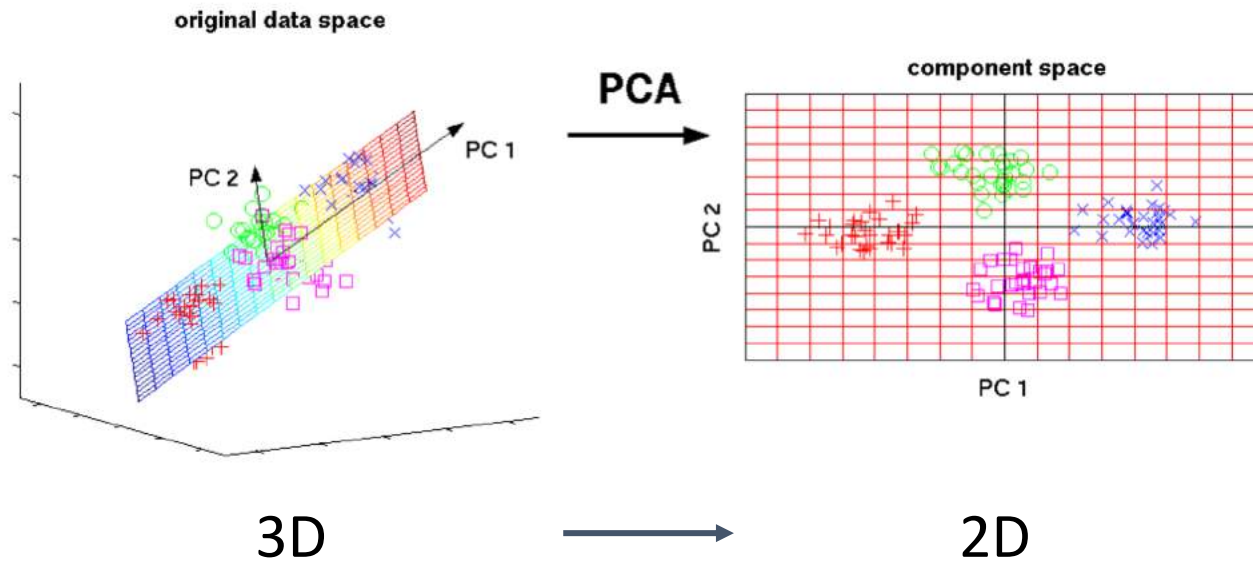 original data space
PCA
component space
PC 1
PC 2
PC 2
PC 1
3D
2D